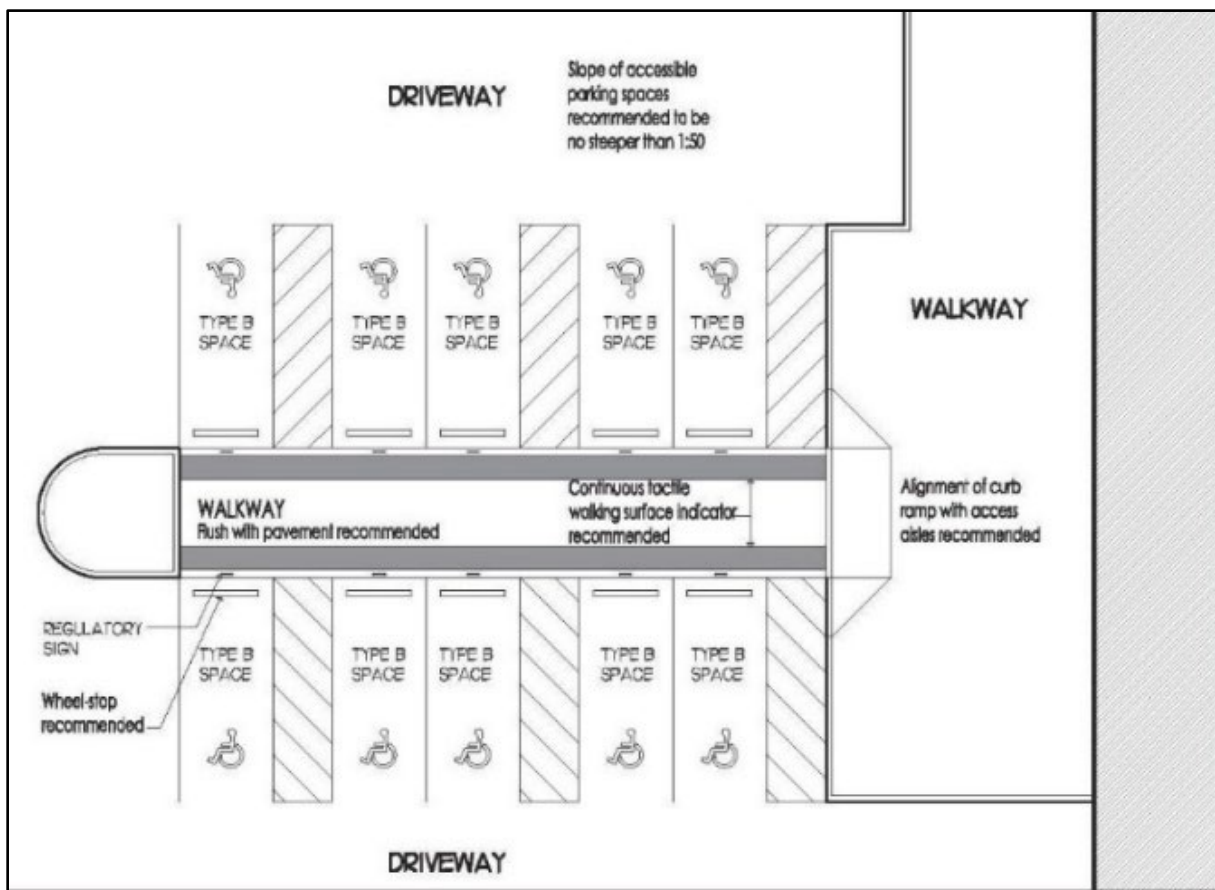 DRIVEWAY
Slope of accessible
parking spaces
recommended to be
no steeper than 1:50
TYPE B
SPACE
TYPE B
SPACE
TYPE B
SPACE
TYPE B
SPACE
TYPE B
SPACE
WALKWAY
WALKWAY
Flush with pavement recommended
Continuous tactile
walking surface indicator
recommended
Alignment of curb
ramp with access
aisles recommended
REGULATORY
SIGN
Wheel-stop
recommended
TYPE B
SPACE
TYPE B
SPACE
TYPE B
SPACE
TYPE B
SPACE
TYPE B
SPACE
DRIVEWAY